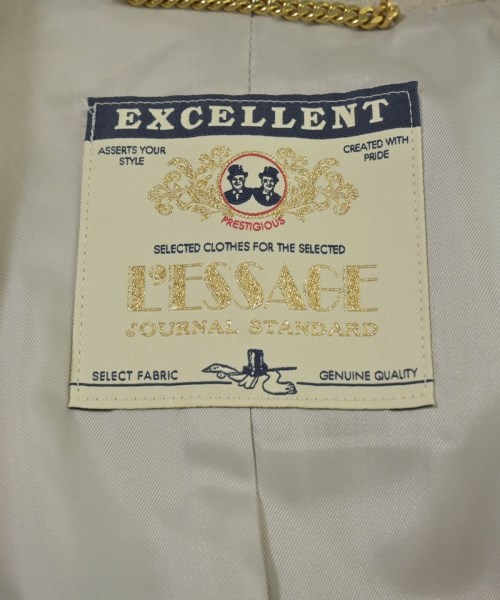 EXCELLENT
ASSERTS YOUR
STYLE
CREATED WITH
PRIDE
PRESTIGIOUS
SELECTED CLOTHES FOR THE SELECTED
L'ESSAGE
JOURNAL STANDARD
SELECT FABRIC
GENUINE QUALITY